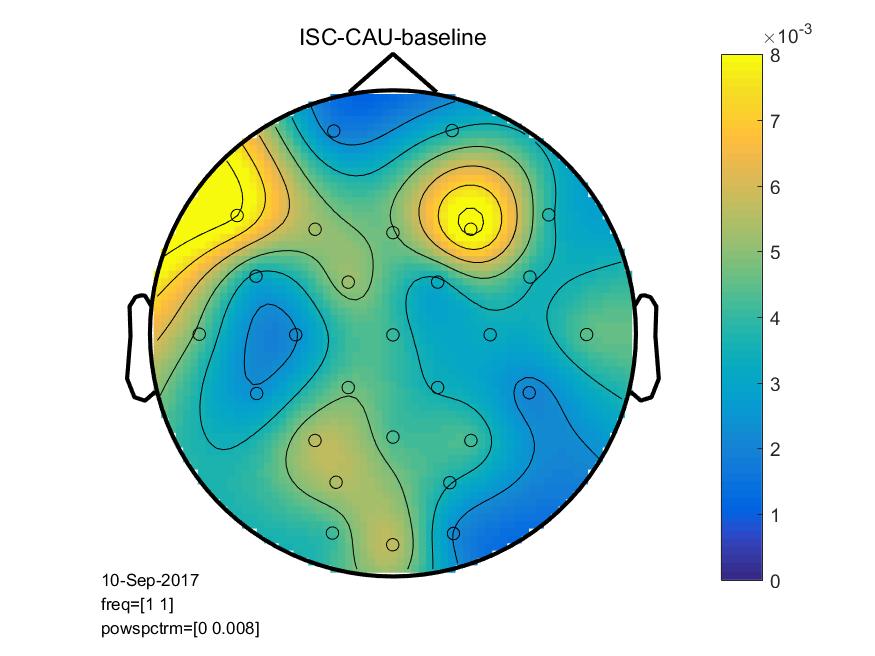 ISC-CAU-baseline
×10⁻³
8
7
6
5
4
3
2
1
0
10-Sep-2017
freq=[1 1]
powspctrm=[0 0.008]